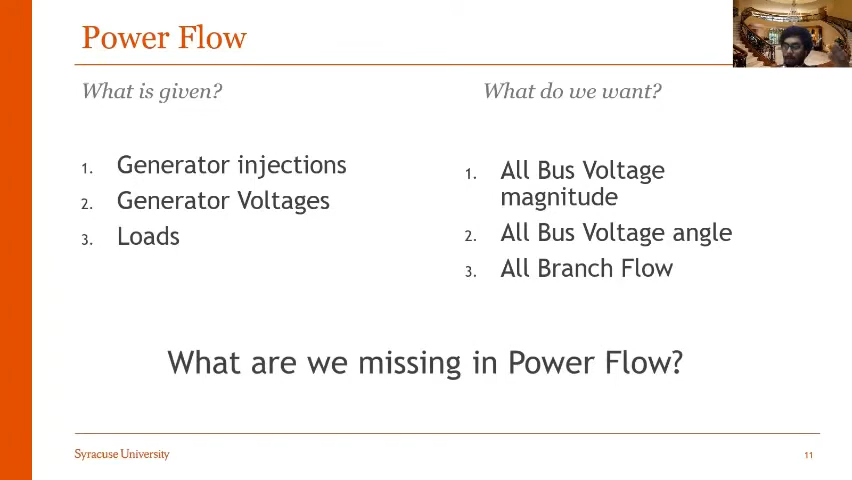 Power Flow
What is given?
What do we want?
1. Generator injections
2. Generator Voltages
3. Loads
1. All Bus Voltage
magnitude
2. All Bus Voltage angle
3. All Branch Flow
What are we missing in Power Flow?
Syracuse University
11